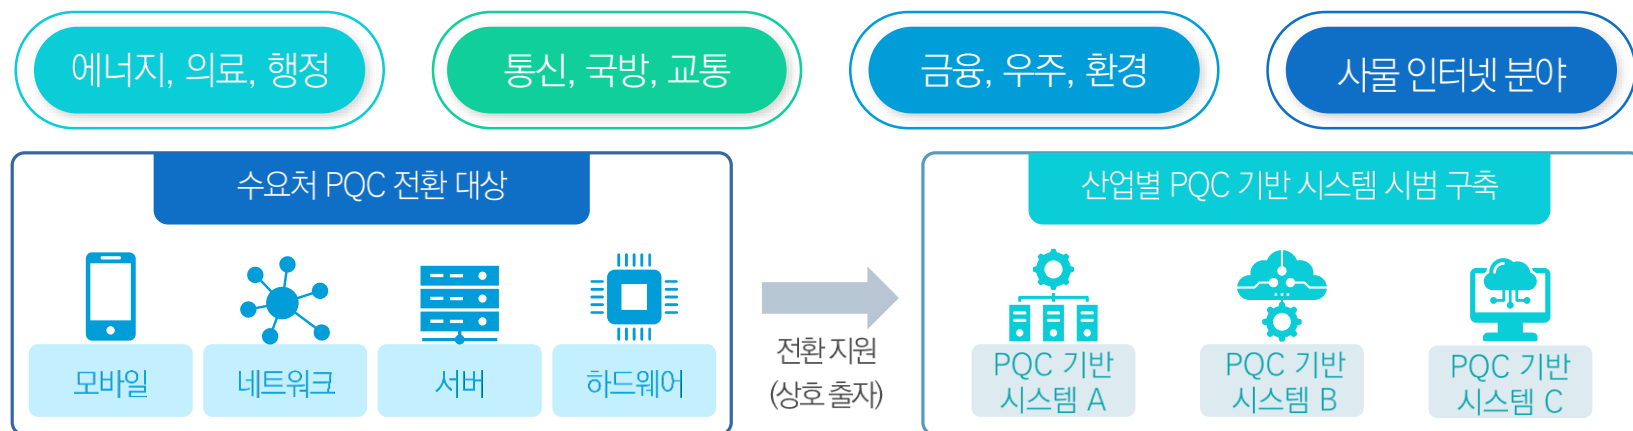 에너지, 의료, 행정
통신, 국방, 교통
금융, 우주, 환경
사물 인터넷 분야
수요처 PQC 전환 대상
모바일
네트워크
서버
하드웨어
전환 지원
(상호 출자)
산업별 PQC 기반 시스템 시범 구축
PQC 기반
시스템 A
PQC 기반
시스템 B
PQC 기반
시스템 C